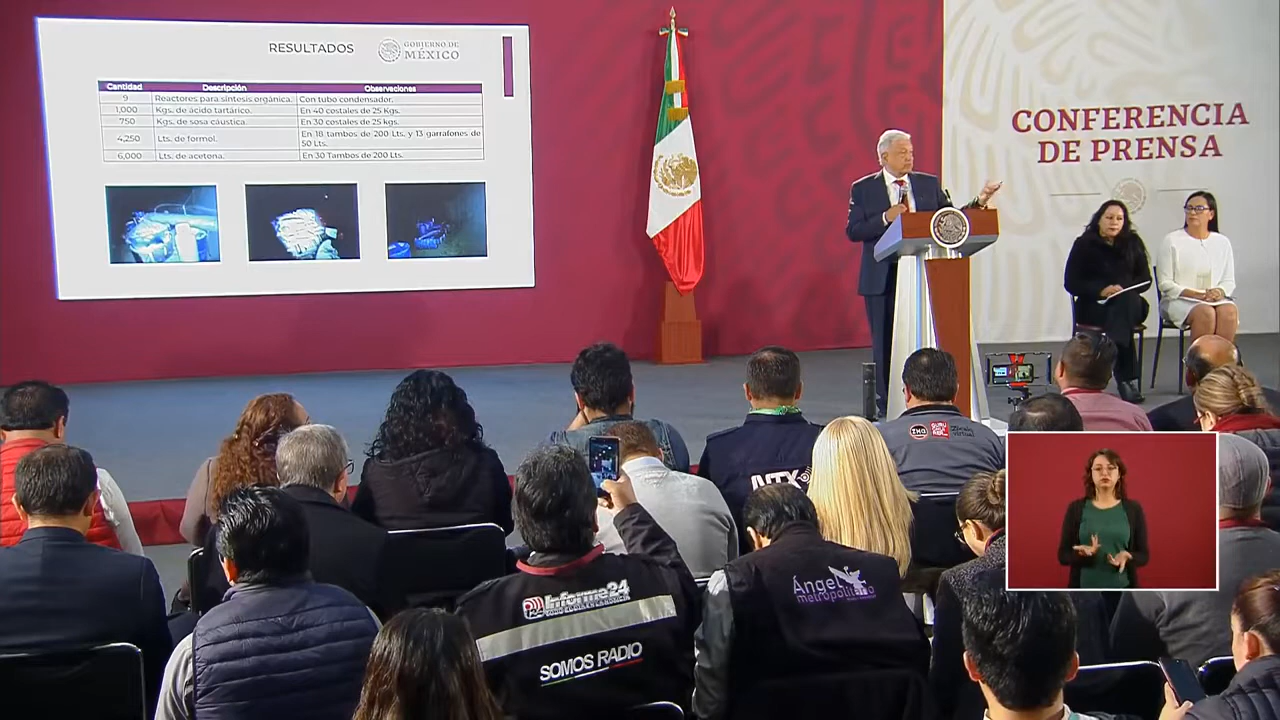 RESULTADOS
GOBIERNO DE
MÉXICO
Cantidad Descripción Observaciones
9 Reactores para síntesis orgánica. Con tubo condensador.
1,000 Kgs. de ácido tartárico. En 40 costales de 25 Kgs.
750 Kgs. de sosa cáustica. En 30 costales de 25 kgs.
4,250 Lts. de formol. En 18 tambos de 200 Lts. y 13 garrafones de
50 Lts.
6,000 Lts. de acetona. En 30 Tambos de 200 Lts.
CONFERENCIA
DE PRENSA
NTX
Informe24
SOMOS RADIO
Ángel
metropolitano